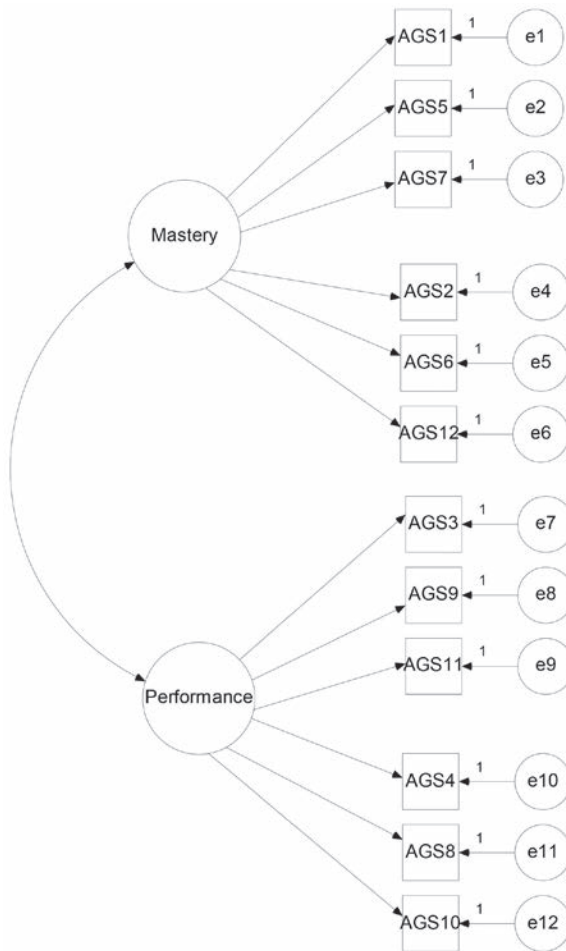 AGS1 1 e1
AGS5 1 e2
AGS7 1 e3
Mastery
AGS2 1 e4
AGS6 1 e5
AGS12 1 e6
AGS3 1 e7
AGS9 1 e8
AGS11 1 e9
Performance
AGS4 1 e10
AGS8 1 e11
AGS10 1 e12